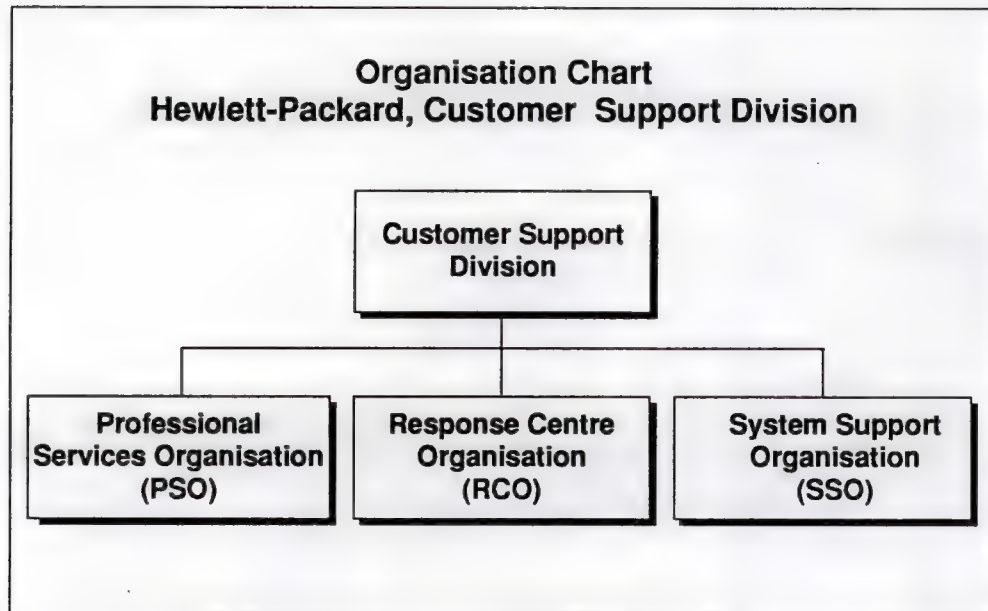 Organisation Chart
Hewlett-Packard, Customer Support Division
Customer Support
Division
Professional
Services Organisation
(PSO)
Response Centre
Organisation
(RCO)
System Support
Organisation
(SSO)